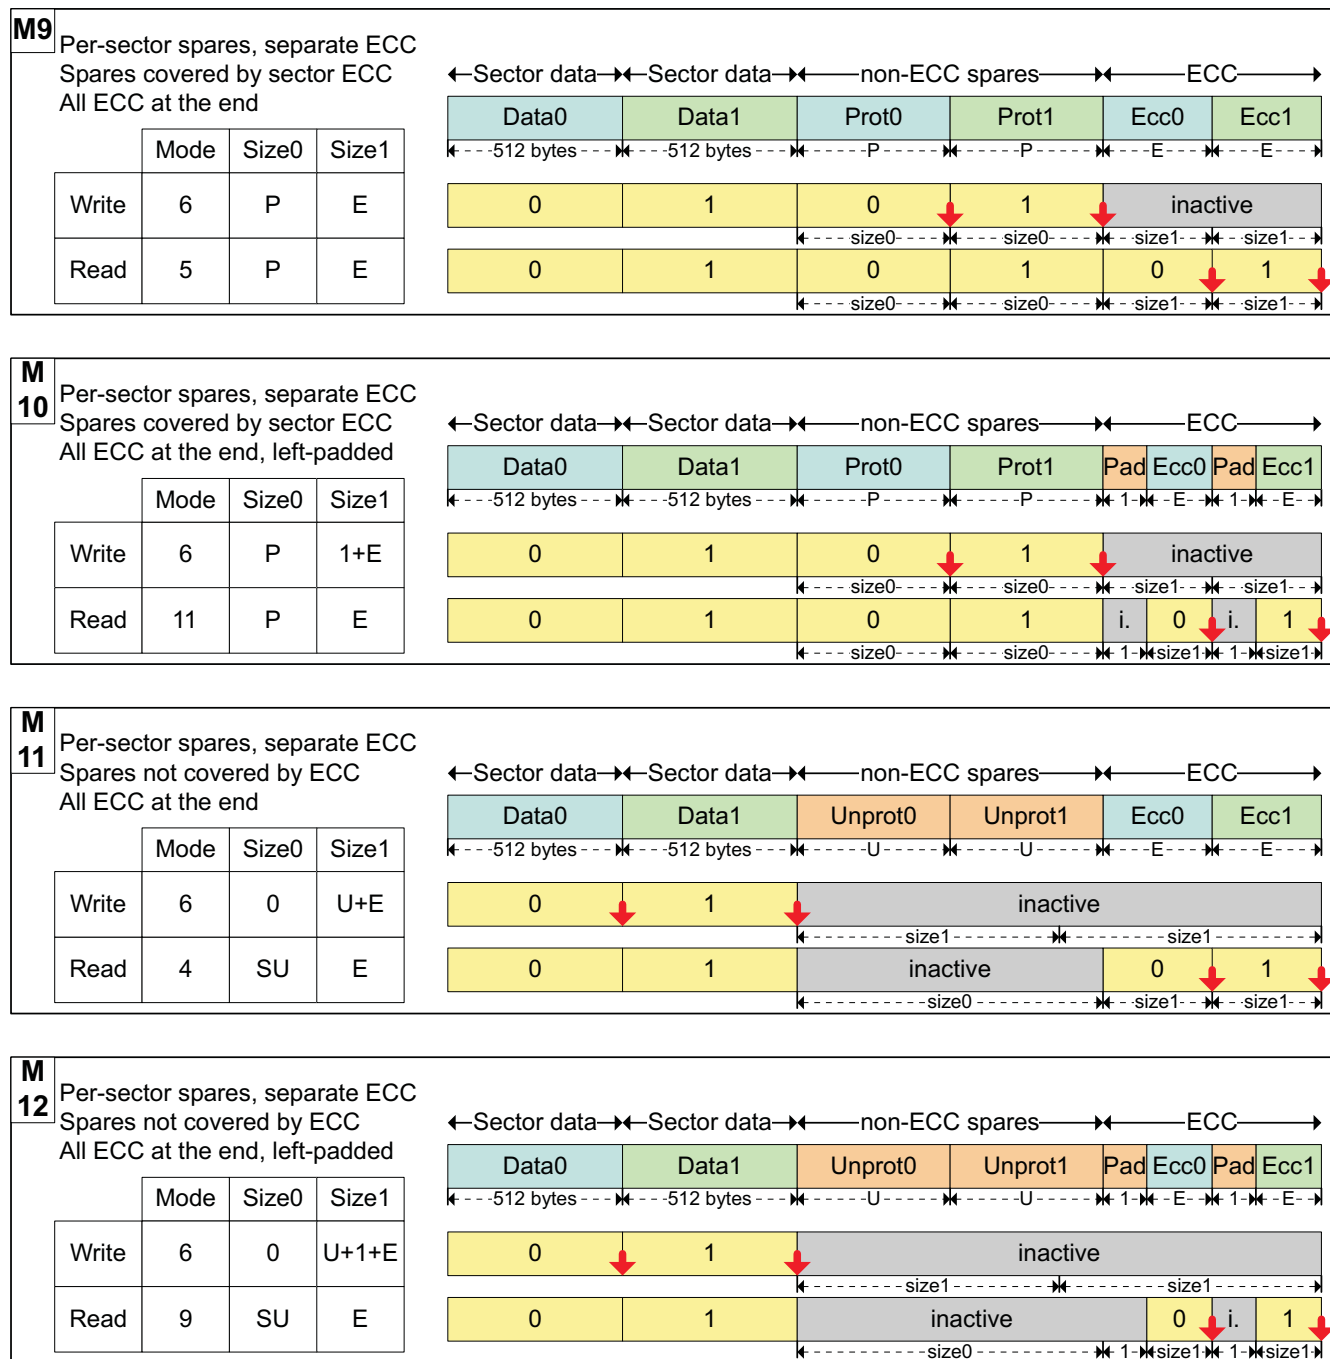 M9
Per-sector spares, separate ECC
Spares covered by sector ECC
All ECC at the end
Mode Size0 Size1
Write 6 P E
Read 5 P E
Sector data Sector data non-ECC spares ECC
Data0 Data1 Prot0 Prot1 Ecc0 Ecc1
512 bytes 512 bytes P P E E
0 1 0 1 inactive
size0 size0 size1 size1
0 1 0 1 0 1
size0 size0 size1 size1
M
10
Per-sector spares, separate ECC
Spares covered by sector ECC
All ECC at the end, left-padded
Mode Size0 Size1
Write 6 P 1+E
Read 11 P E
Sector data Sector data non-ECC spares ECC
Data0 Data1 Prot0 Prot1 Pad Ecc0 Pad Ecc1
512 bytes 512 bytes P P 1 E 1 E
0 1 0 1 inactive
size0 size0 size1 size1
0 1 0 1 i. 0 i. 1
size0 size0 1 size1 1 size1
M
11
Per-sector spares, separate ECC
Spares not covered by ECC
All ECC at the end
Mode Size0 Size1
Write 6 0 U+E
Read 4 SU E
Sector data Sector data non-ECC spares ECC
Data0 Data1 Unprot0 Unprot1 Ecc0 Ecc1
512 bytes 512 bytes U U E E
0 1 inactive
size1 size1
0 1 inactive 0 1
size0 size1 size1
M
12
Per-sector spares, separate ECC
Spares not covered by ECC
All ECC at the end, left-padded
Mode Size0 Size1
Write 6 0 U+1+E
Read 9 SU E
Sector data Sector data non-ECC spares ECC
Data0 Data1 Unprot0 Unprot1 Pad Ecc0 Pad Ecc1
512 bytes 512 bytes U U 1 E 1 E
0 1 inactive
size1 size1
0 1 inactive 0 i. 1
size0 1 size1 1 size1